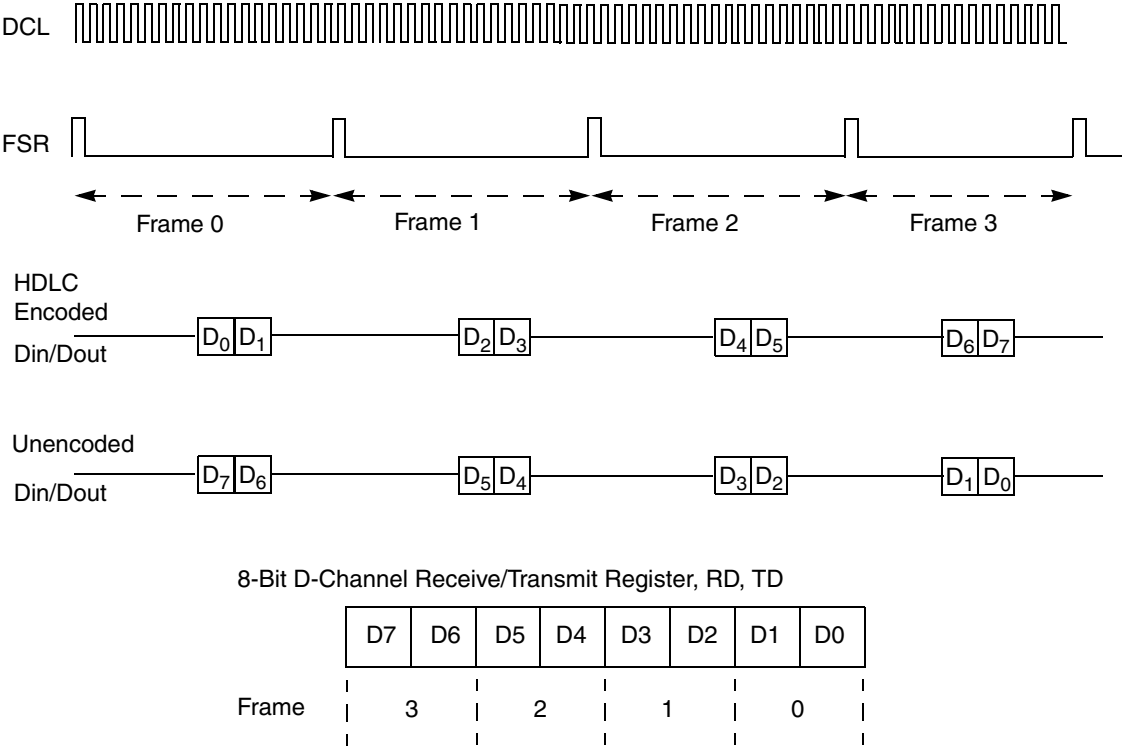 DCL
FSR
Frame 0 Frame 1 Frame 2 Frame 3
HDLC
Encoded
Din/Dout
D0 D1 D2 D3 D4 D5 D6 D7
Unencoded
Din/Dout
D7 D6 D5 D4 D3 D2 D1 D0
8-Bit D-Channel Receive/Transmit Register, RD, TD
D7 D6 D5 D4 D3 D2 D1 D0
Frame 3 2 1 0